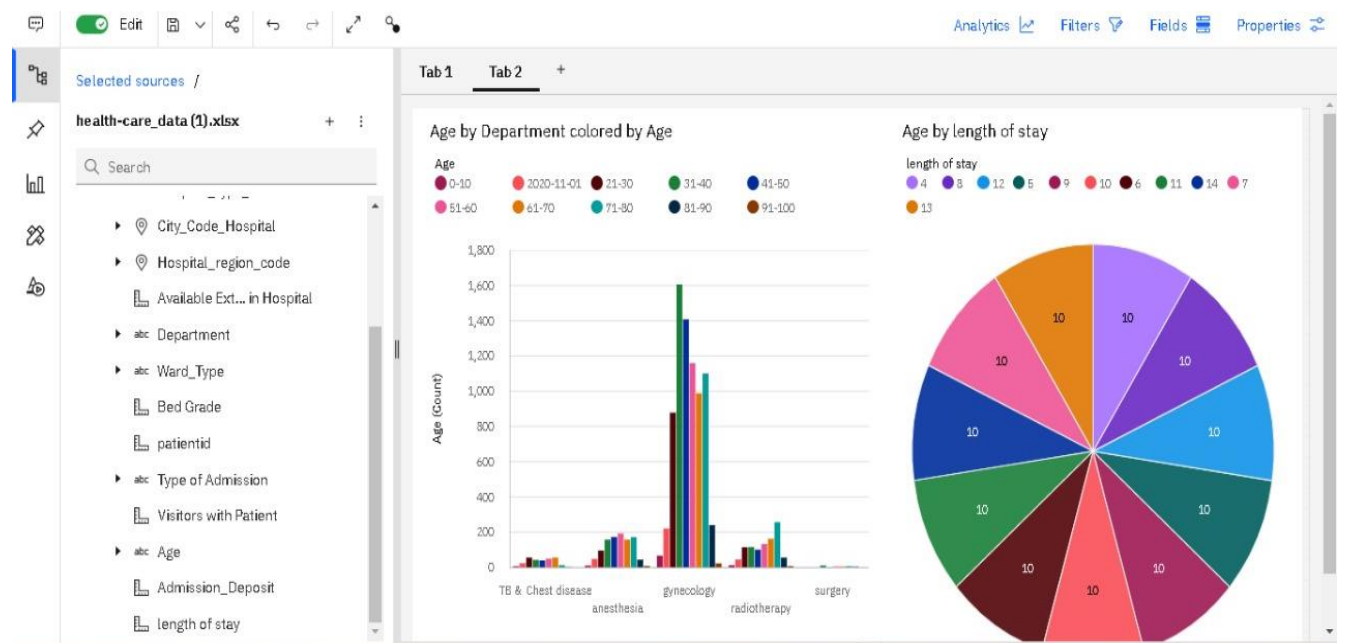 Edit
Analytics
Filters
Fields
Properties
Selected sources /
health-care_data (1).xlsx
+
Search
City_Code_Hospital
Hospital_region_code
Available Ext... in Hospital
abc Department
abc Ward_Type
Bed Grade
patientid
abc Type of Admission
Visitors with Patient
abc Age
Admission_Deposit
length of stay
Tab 1 Tab 2 +
Age by Department colored by Age
Age
0-10 2020-11-01 21-30 31-40 41-50
51-60 61-70 71-80 81-90 91-100
Age (Count)
1,800
1,600
1,400
1,200
1,000
800
600
400
200
0
TB & Chest disease gynecology surgery
anesthesia radiotherapy
Age by length of stay
length of stay
4 8 12 5 9 10 6 11 14 7
13
10
10
10
10
10
10
10
10
10
10
10